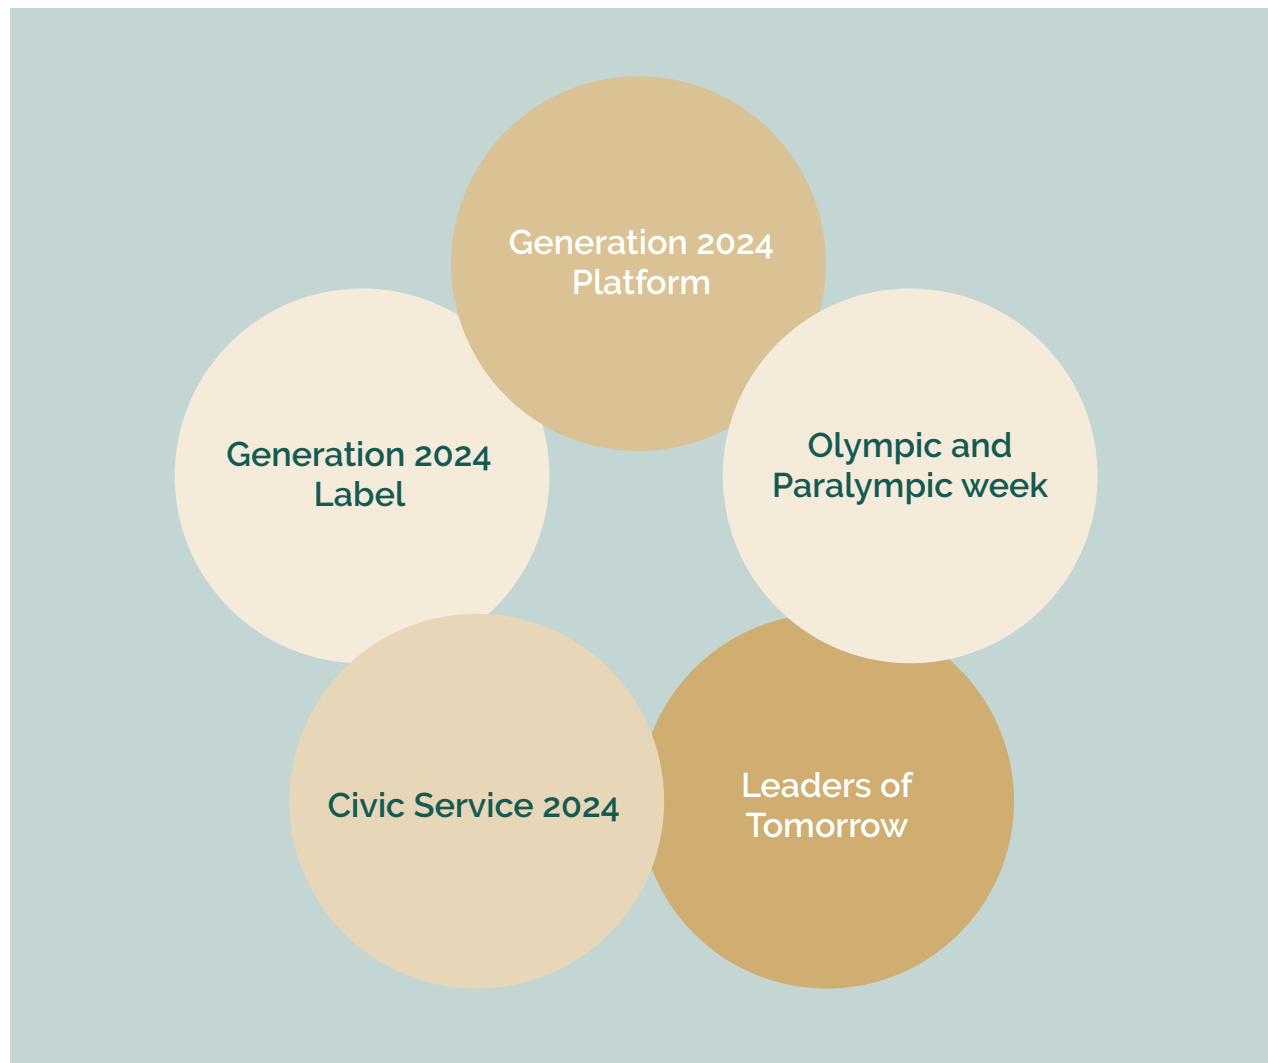 Generation 2024
Platform
Olympic and
Paralympic week
Generation 2024
Label
Leaders of
Tomorrow
Civic Service 2024